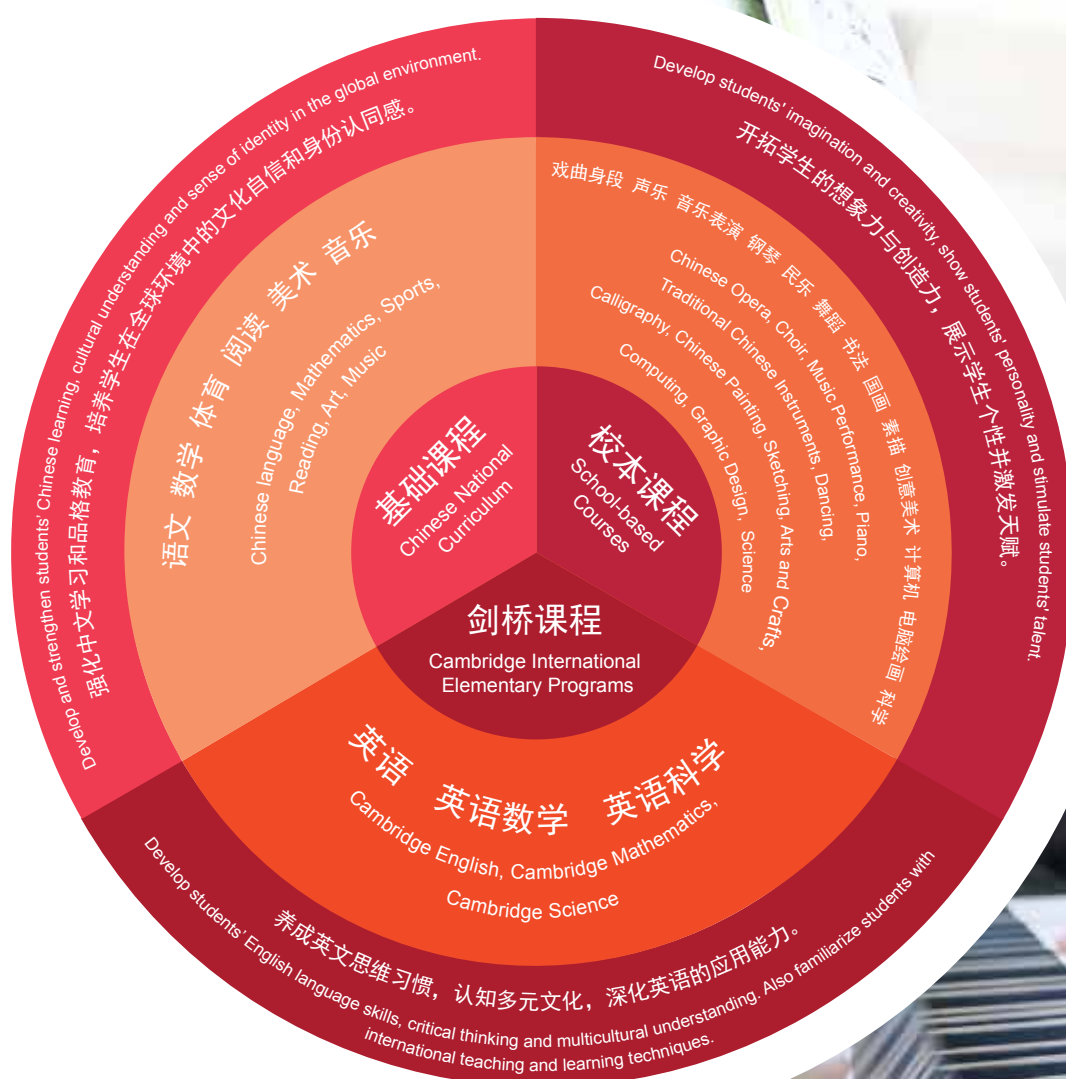 Develop and strengthen students' Chinese learning, cultural understanding and sense of identity in the global environment.
强化中文学习和品格教育，培养学生在全球环境中的文化自信和身份认同感。
语文 数学 体育 阅读 美术 音乐
Chinese language, Mathematics, Sports,
Reading, Art, Music
基础课程
Chinese National
Curriculum
Develop students' imagination and creativity, show students' personality and stimulate students' talent.
开拓学生的想象力与创造力，展示学生个性并激发天赋。
戏曲身段 声乐 音乐表演 钢琴 民乐 舞蹈 书法 国画 素描 创意美术 计算机 电脑绘画 科学
Chinese Opera, Choir, Music Performance, Piano,
Traditional Chinese Instruments, Dancing,
Calligraphy, Chinese Painting, Sketching, Arts and Crafts,
Computing, Graphic Design, Science
校本课程
School-based
Courses
剑桥课程
Cambridge International
Elementary Programs
英语 英语数学 英语科学
Cambridge English, Cambridge Mathematics,
Cambridge Science
养成英文思维习惯，认知多元文化，深化英语的应用能力。
Develop students' English language skills, critical thinking and multicultural understanding. Also familiarize students with
international teaching and learning techniques.